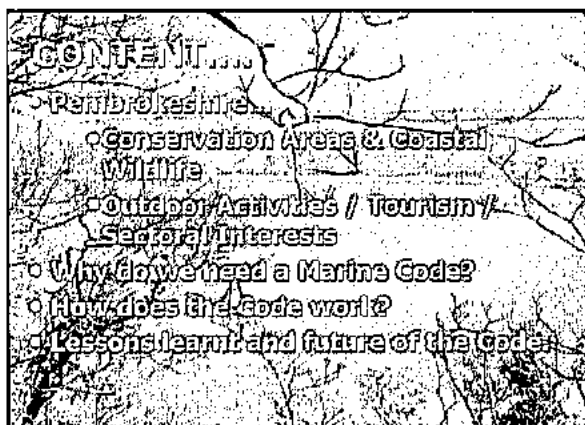 CONTENT....
• Pembrokeshire...
•Conservation Areas & Coastal
Wildlife
•Outdoor Activities / Tourism /
Sectoral Interests
• Why do we need a Marine Code?
• How does the Code work?
• Lessons learnt and future of the Code